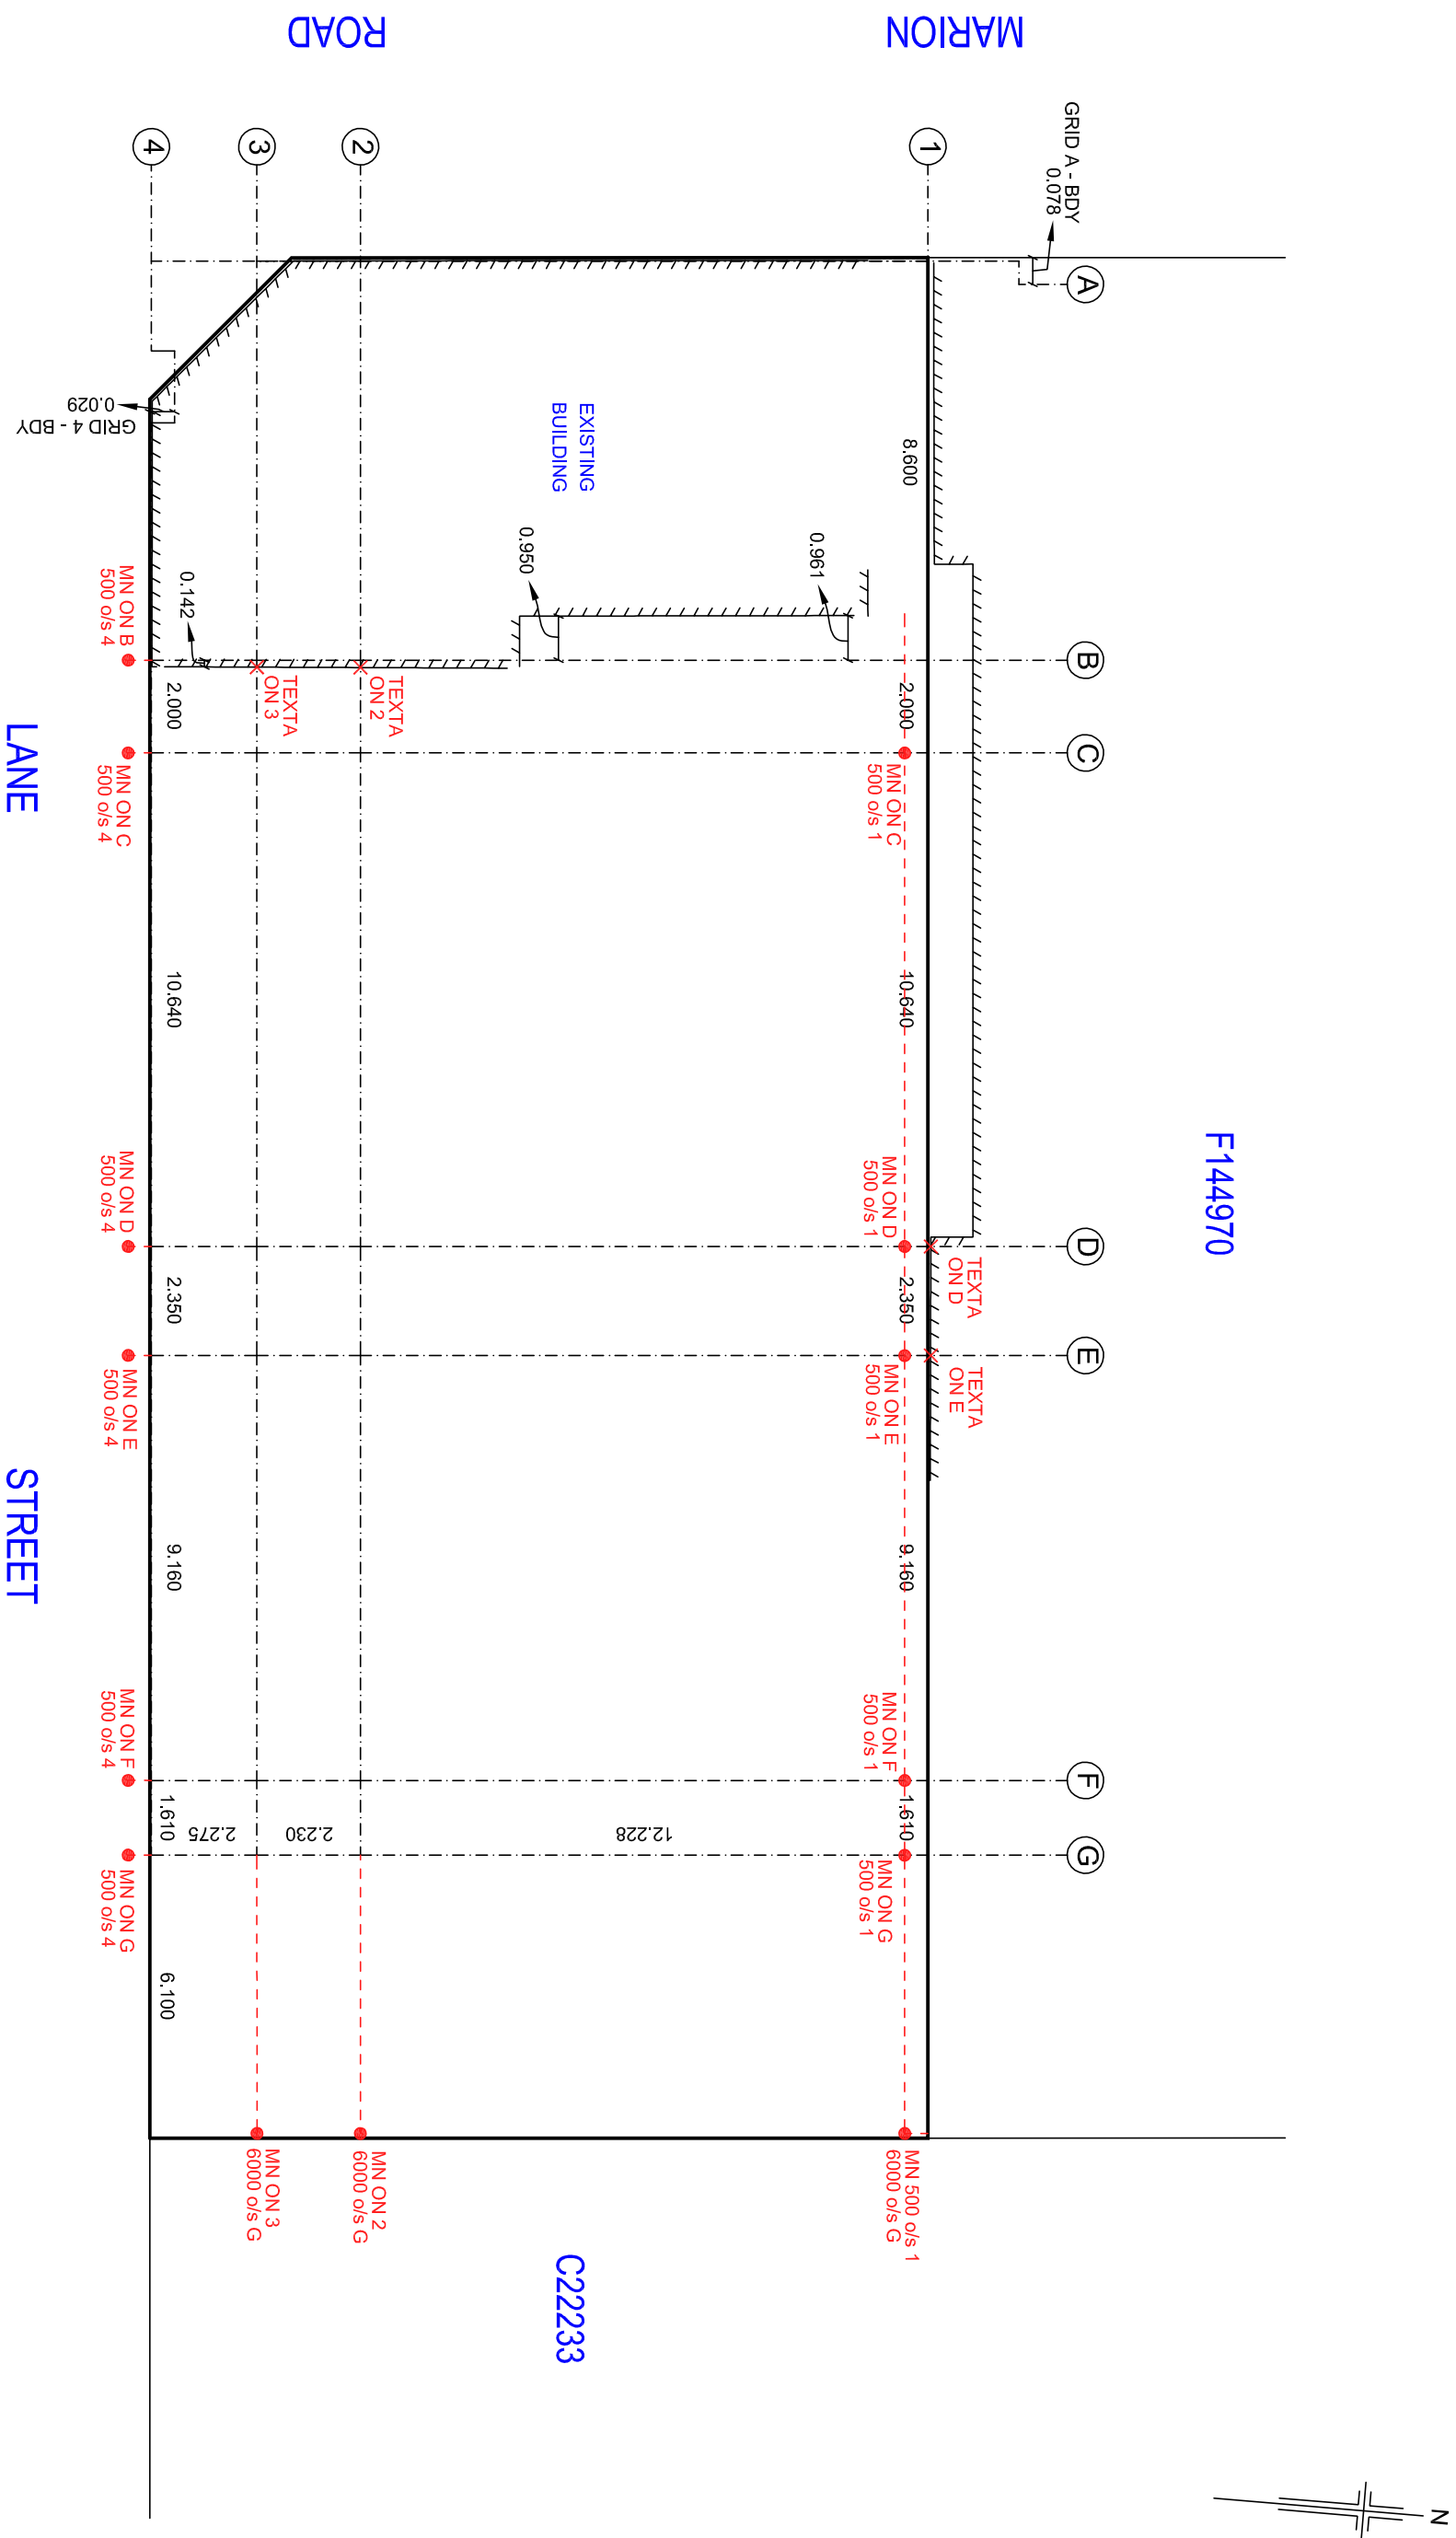 MARION
ROAD
GRID A - BDY
0.078
A
B
C
D
E
F
G
1
2
3
4
F144970
8.600
2.000
10.640
2.350
9.160
1.610
EXISTING
BUILDING
0.961
0.950
0.142
GRID 4 - BDY
0.029
TEXTA
ON 2
TEXTA
ON 3
TEXTA
ON D
TEXTA
ON E
MN ON C
500 o/s 1
MN ON D
500 o/s 1
MN ON E
500 o/s 1
MN ON F
500 o/s 1
MN ON G
500 o/s 1
MN 500 o/s 1
6000 o/s G
MN ON 2
6000 o/s G
MN ON 3
6000 o/s G
12.228
2.230
2.275
2.000
10.640
2.350
9.160
1.610
6.100
MN ON B
500 o/s 4
MN ON C
500 o/s 4
MN ON D
500 o/s 4
MN ON E
500 o/s 4
MN ON F
500 o/s 4
MN ON G
500 o/s 4
C22233
LANE
STREET
N